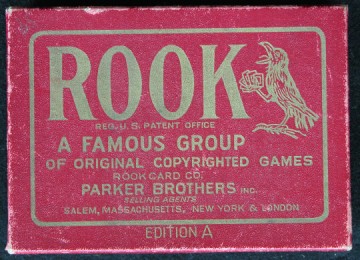 ROOK
REG. U.S. PATENT OFFICE
A FAMOUS GROUP
OF ORIGINAL COPYRIGHTED GAMES
ROOK CARD CO.
PARKER BROTHERS INC.
SELLING AGENTS
SALEM, MASSACHUSETTS, NEW YORK & LONDON
EDITION A